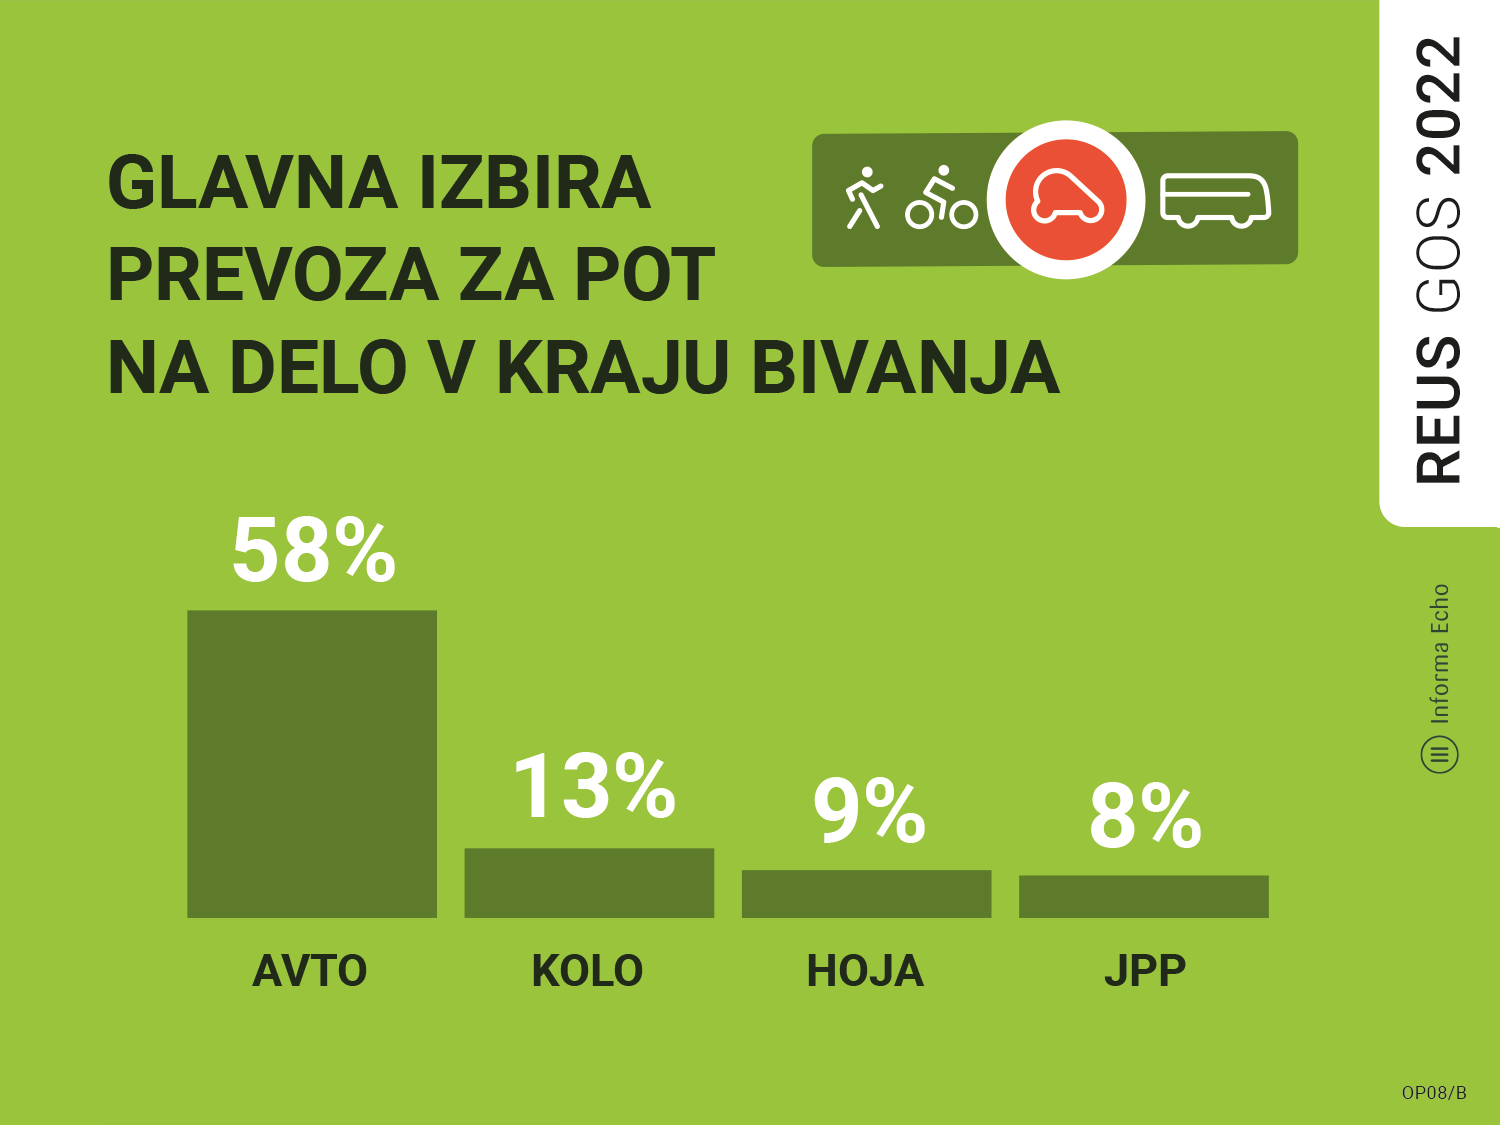 GLAVNA IZBIRA
PREVOZA ZA POT
NA DELO V KRAJU BIVANJA
58%
13%
9%
8%
AVTO
KOLO
HOJA
JPP
REUS GOS 2022
Informa Echo
OP08/B